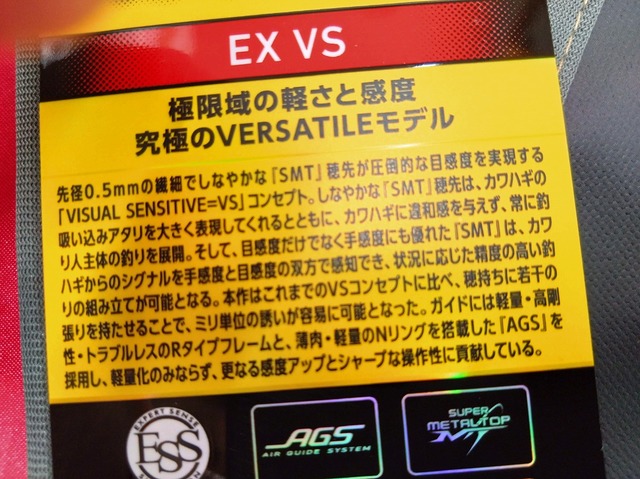 EX VS
極限域の軽さと感度
究極のVERSATILEモデル
先径0.5mmの繊細でしなやかな『SMT』穂先が圧倒的な目感度を実現する
「VISUAL SENSITIVE=VS」コンセプト。しなやかな『SMT』穂先は、カワハギの
吸い込みアタリを大きく表現してくれるとともに、カワハギに違和感を与えず、常に釣
り人主体の釣りを展開。そして、目感度だけでなく手感度にも優れた『SMT』は、カワ
ハギからのシグナルを手感度と目感度の双方で感知でき、状況に応じた精度の高い釣
りの組み立てが可能となる。本作はこれまでのVSコンセプトに比べ、穂持ちに若干の
張りを持たせることで、ミリ単位の誘いが容易に可能となった。ガイドには軽量・高剛
性・トラブルレスのRタイプフレームと、薄肉・軽量のNリングを搭載した『AGS』を
採用し、軽量化のみならず、更なる感度アップとシャープな操作性に貢献している。
EXPERT SENSE
ESS
AGS
AIR GUIDE SYSTEM
SUPER
METAL TOP